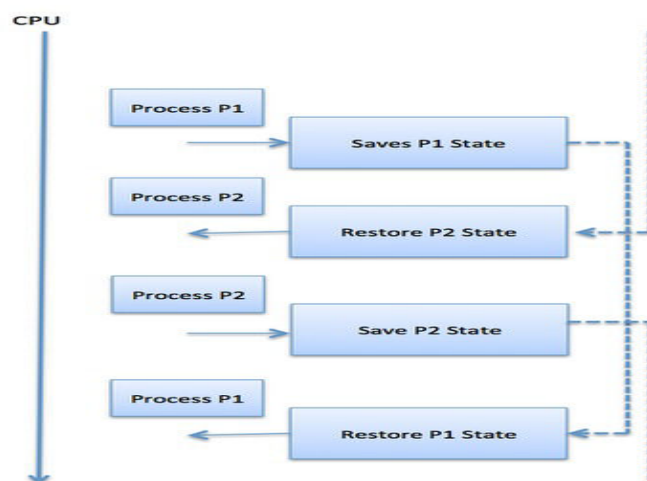 CPU
Process P1
Saves P1 State
Process P2
Restore P2 State
Process P2
Save P2 State
Process P1
Restore P1 State